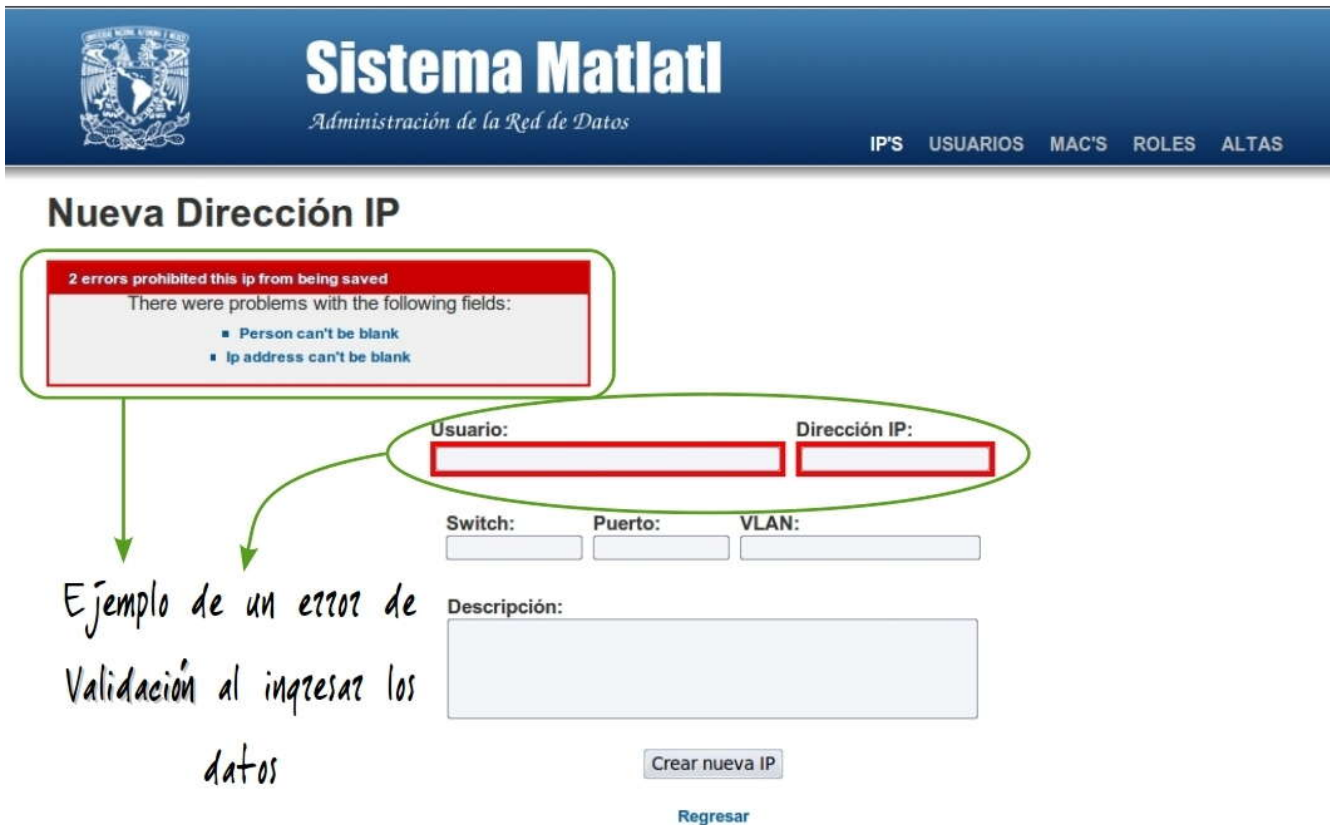 Sistema Matlatl
Administración de la Red de Datos
IP'S USUARIOS MAC'S ROLES ALTAS
Nueva Dirección IP
2 errors prohibited this ip from being saved
There were problems with the following fields:
Person can't be blank
Ip address can't be blank
Usuario: Dirección IP:
Switch: Puerto: VLAN:
Ejemplo de un error de
Validación al ingresar los
datos
Descripción:
Crear nueva IP
Regresar